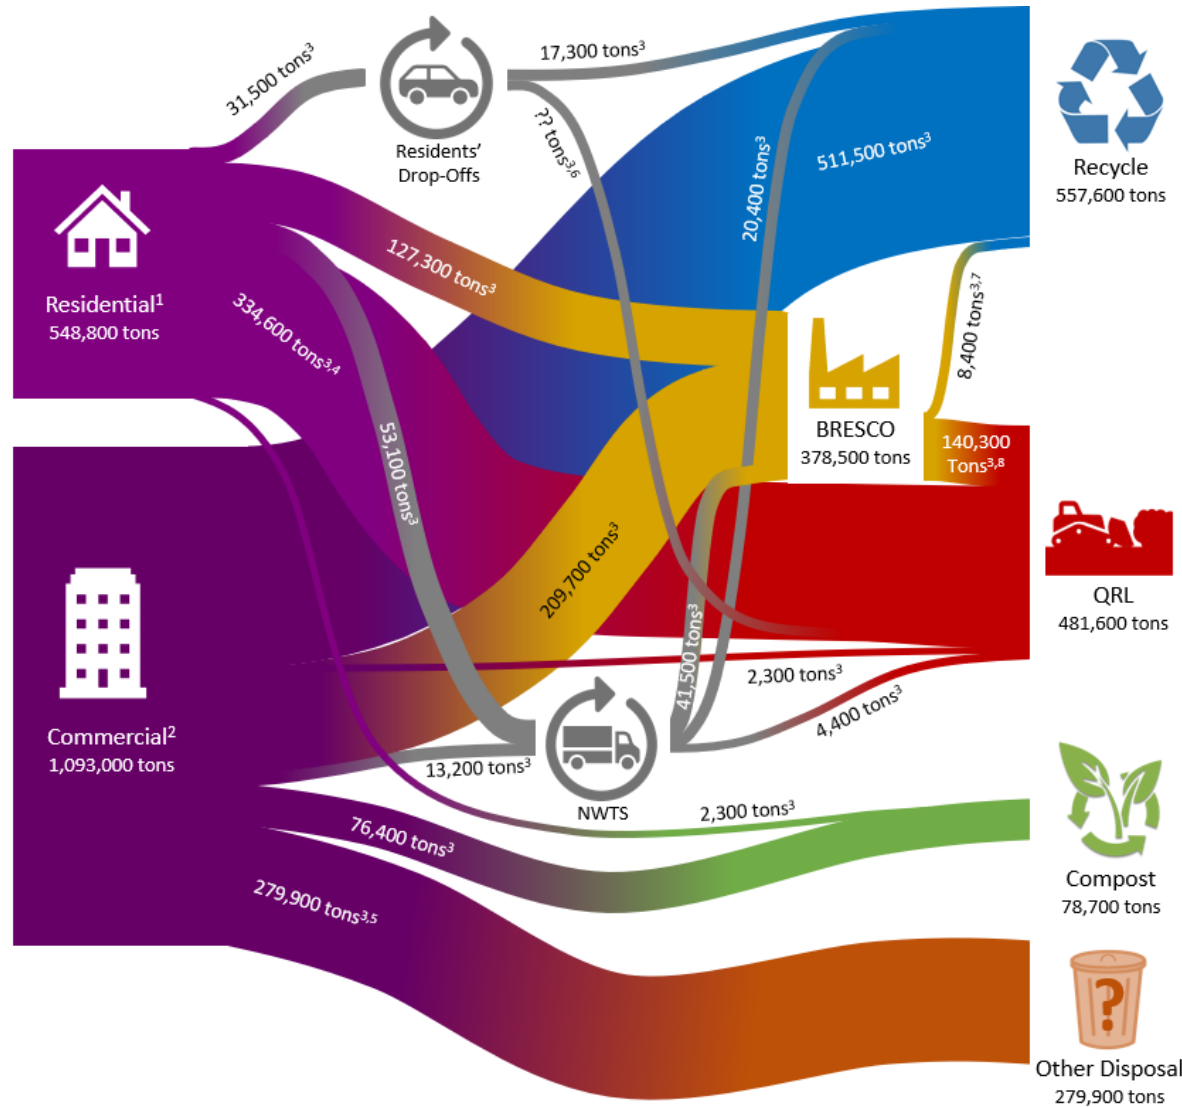 31,500 tons³
17,300 tons³
?? tons³,⁶
Residents'
Drop-Offs
20,400 tons³
511,500 tons³
Recycle
557,600 tons
Residential¹
548,800 tons
127,300 tons³
334,600 tons³,⁴
53,100 tons³
8,400 tons³,⁷
BRESCO
378,500 tons
140,300
Tons³,⁸
209,700 tons³
QRL
481,600 tons
41,500 tons³
2,300 tons³
4,400 tons³
Commercial²
1,093,000 tons
13,200 tons³
NWTS
2,300 tons³
76,400 tons³
Compost
78,700 tons
279,900 tons³,⁵
?
Other Disposal
279,900 tons